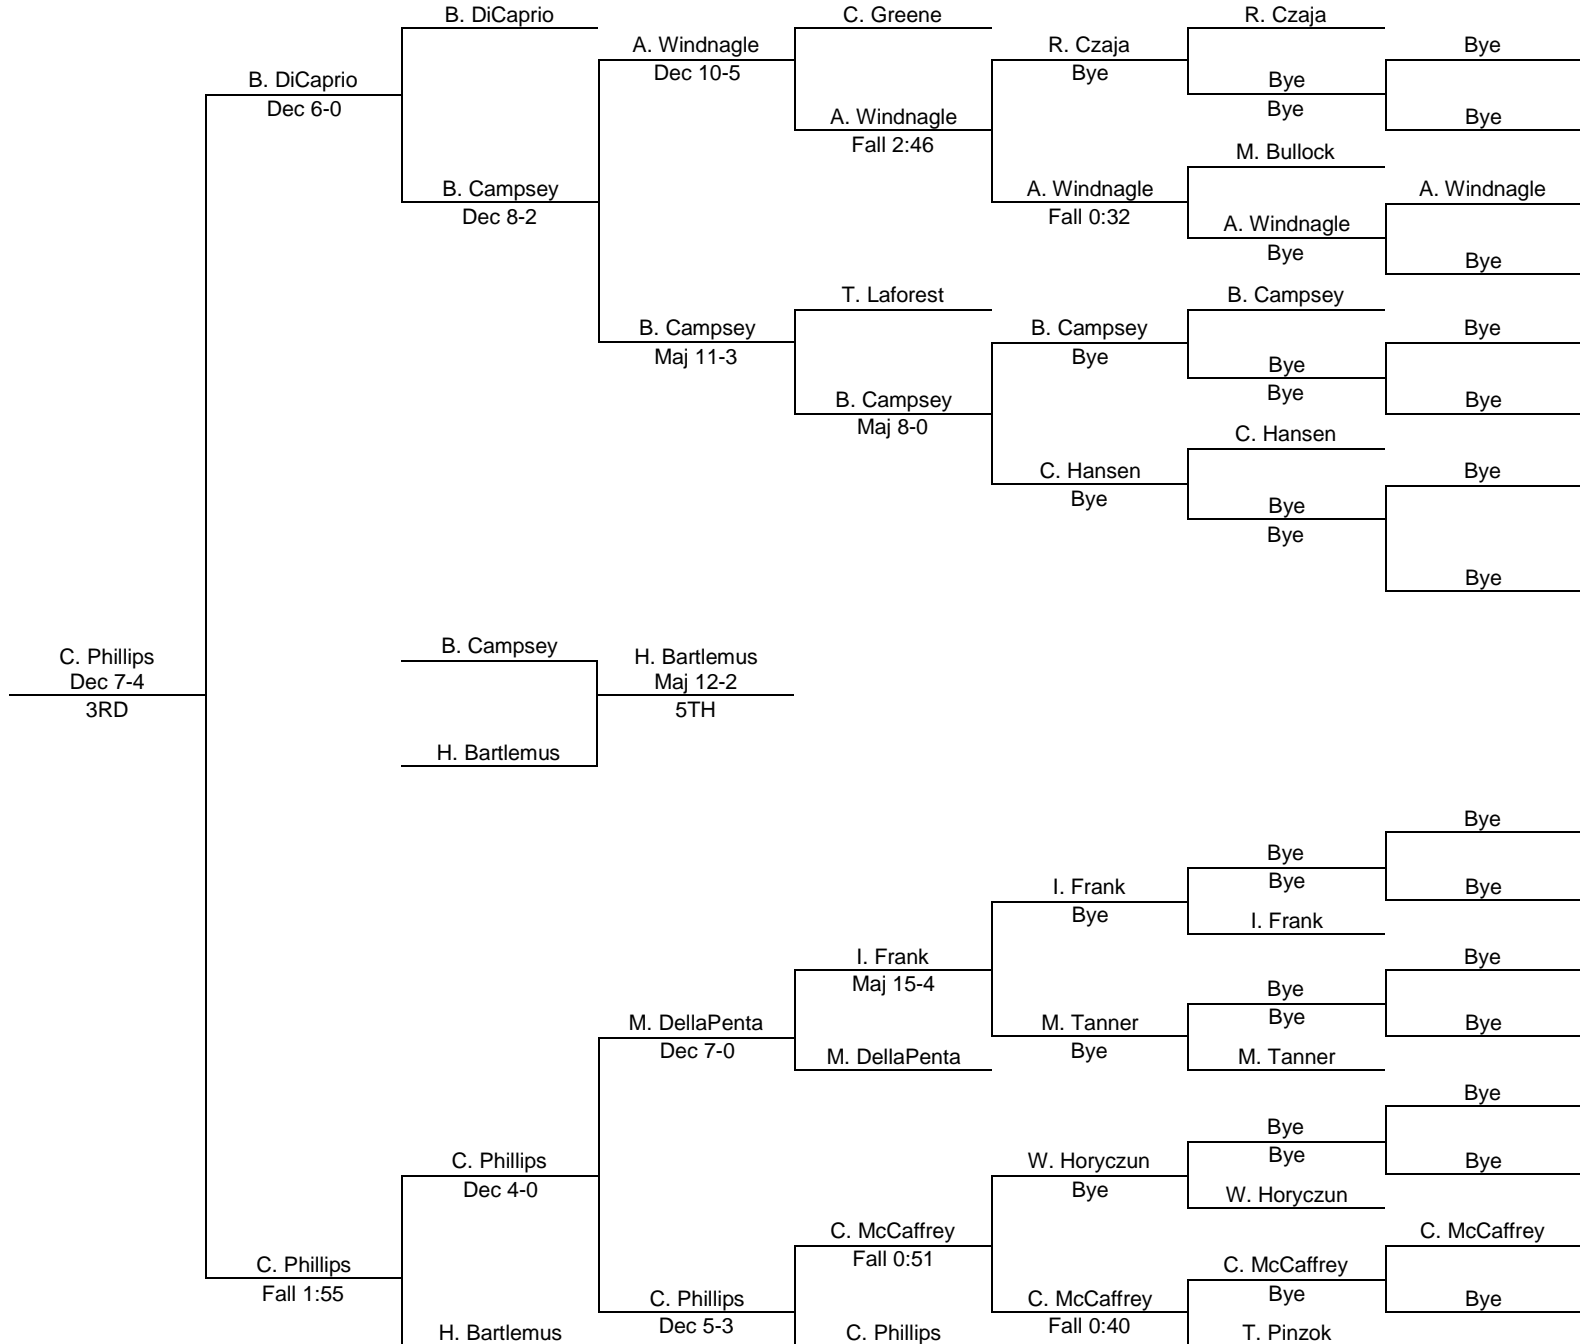 B. DiCaprio
C. Greene
R. Czaja
A. Windnagle
Dec 10-5
R. Czaja
Bye
Bye
B. DiCaprio
Dec 6-0
Bye
Bye
A. Windnagle
Fall 2:46
Bye
M. Bullock
B. Campsey
Dec 8-2
A. Windnagle
Fall 0:32
A. Windnagle
A. Windnagle
Bye
Bye
T. Laforest
B. Campsey
B. Campsey
Maj 11-3
B. Campsey
Bye
Bye
Bye
Bye
B. Campsey
Maj 8-0
Bye
C. Hansen
C. Hansen
Bye
Bye
Bye
Bye
Bye
B. Campsey
C. Phillips
Dec 7-4
3RD
H. Bartlemus
Maj 12-2
5TH
H. Bartlemus
Bye
Bye
Bye
I. Frank
Bye
Bye
I. Frank
I. Frank
Maj 15-4
Bye
Bye
Bye
M. DellaPenta
Dec 7-0
M. Tanner
Bye
Bye
M. DellaPenta
M. Tanner
Bye
Bye
Bye
C. Phillips
Dec 4-0
W. Horyczun
Bye
Bye
W. Horyczun
C. McCaffrey
Fall 0:51
C. McCaffrey
C. Phillips
Fall 1:55
C. McCaffrey
Bye
C. Phillips
Dec 5-3
C. McCaffrey
Fall 0:40
Bye
H. Bartlemus
C. Phillips
T. Pinzok